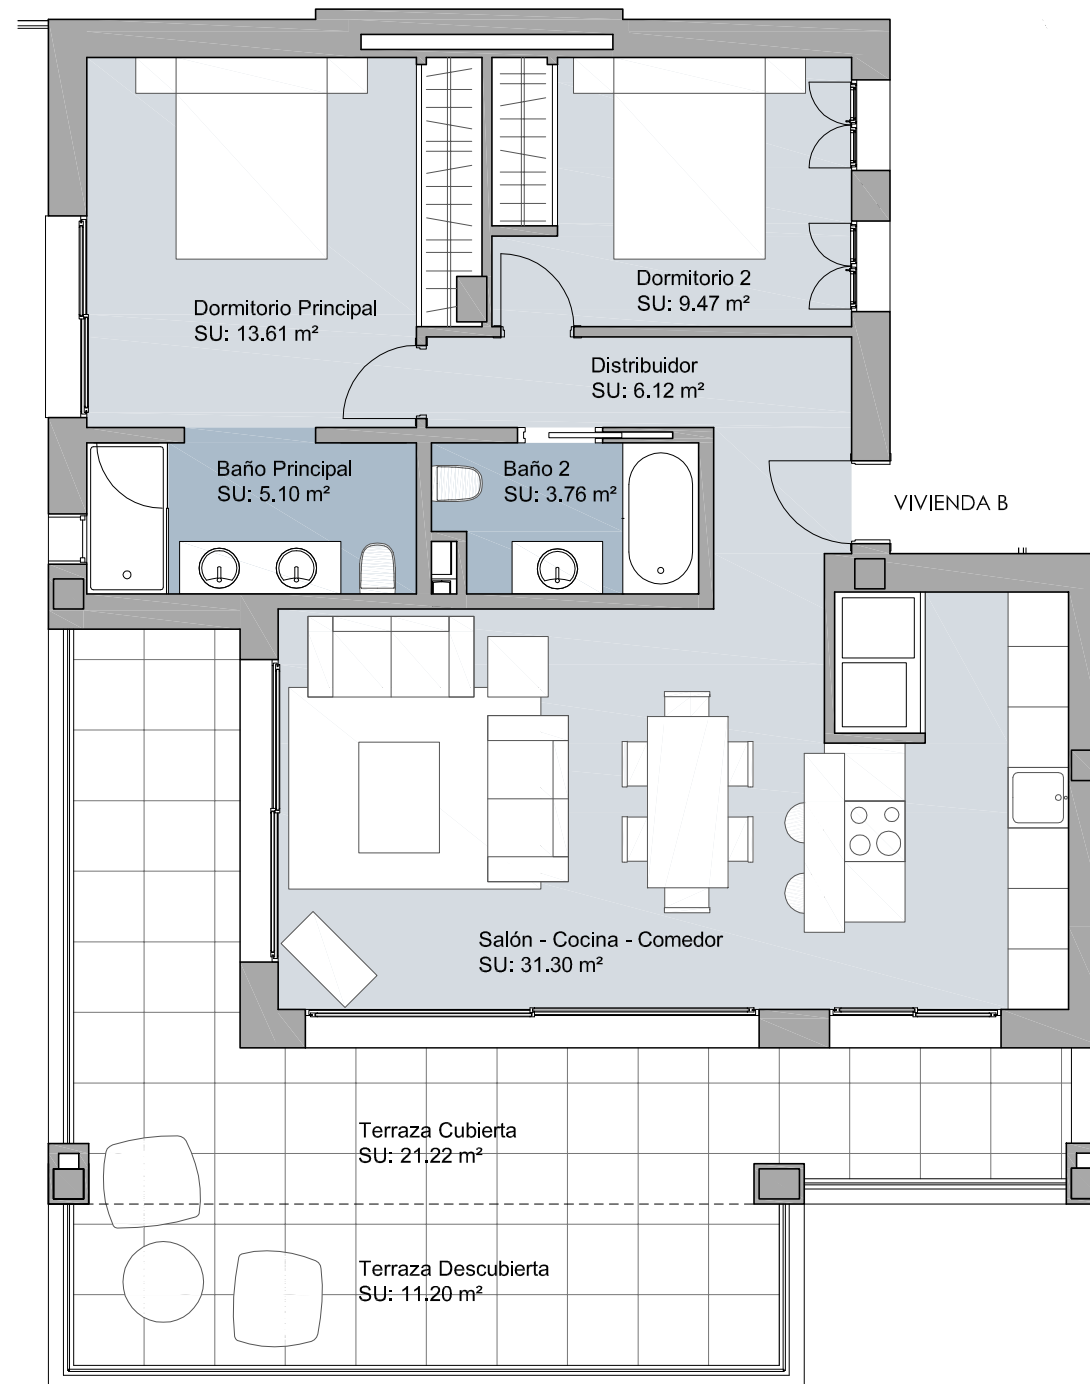 Dormitorio Principal
SU: 13.61 m²
Dormitorio 2
SU: 9.47 m²
Distribuidor
SU: 6.12 m²
Baño Principal
SU: 5.10 m²
Baño 2
SU: 3.76 m²
VIVIENDA B
Salón - Cocina - Comedor
SU: 31.30 m²
Terraza Cubierta
SU: 21.22 m²
Terraza Descubierta
SU: 11.20 m²